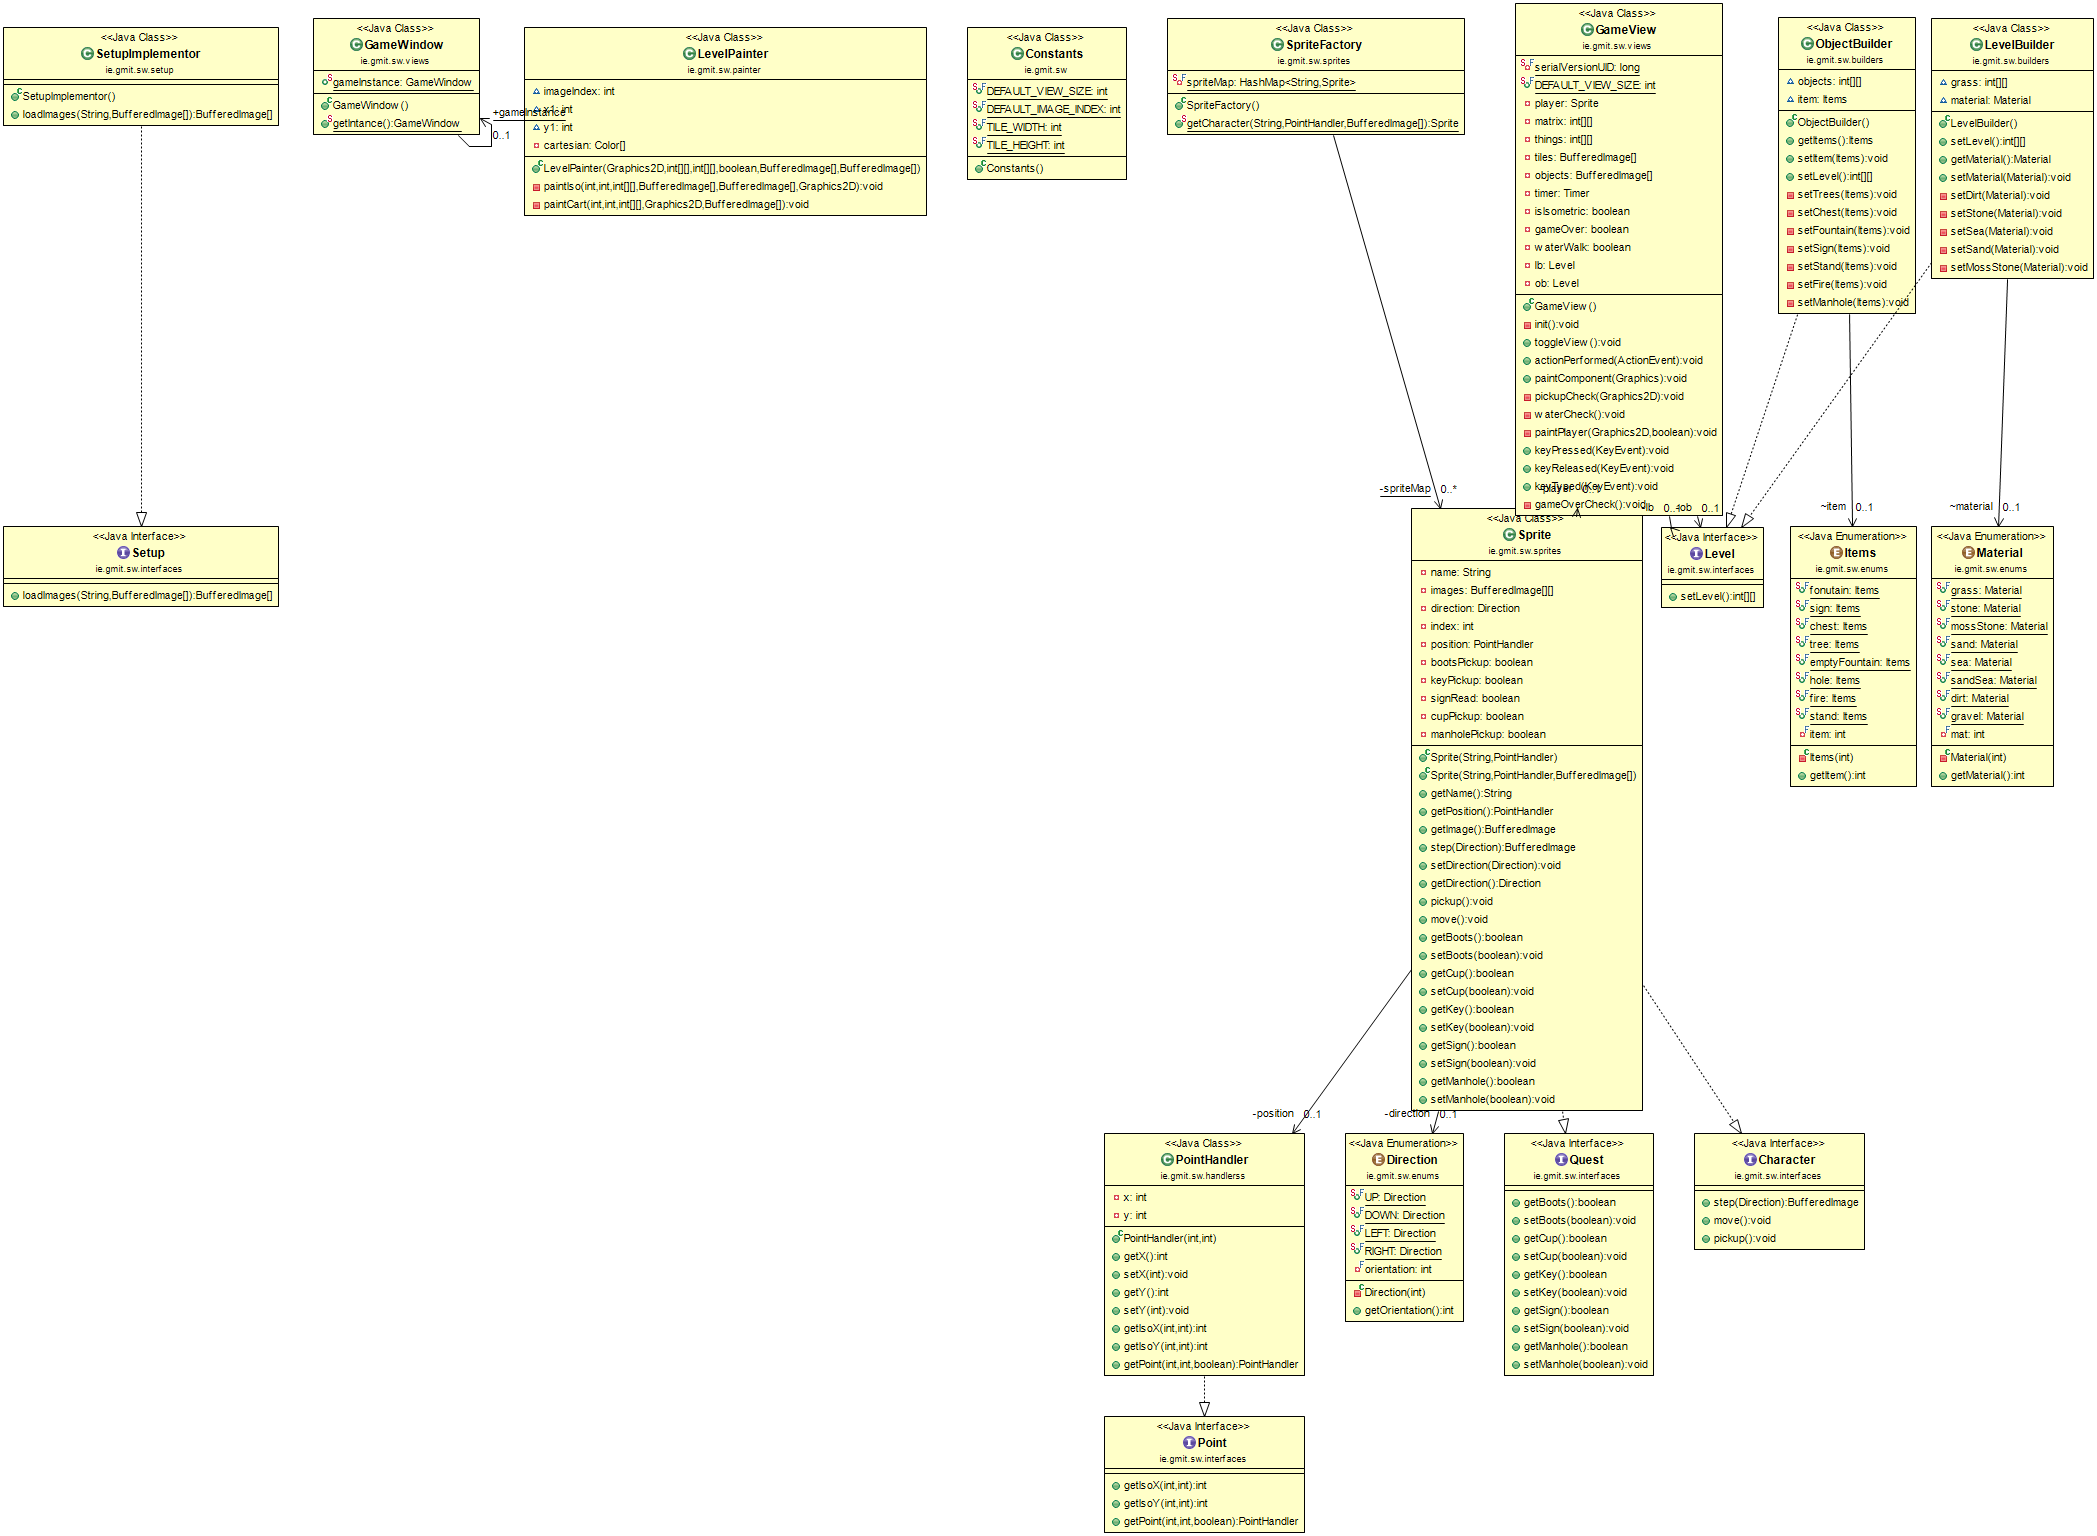 <<Java Class>>
SetupImplementor
ie.gmit.sw.setup
SetupImplementor()
loadImages(String,BufferedImage[]):BufferedImage[]
<<Java Class>>
GameWindow
ie.gmit.sw.views
gameInstance: GameWindow
GameWindow()
getIntance():GameWindow
+gameInstance
0..1
<<Java Class>>
LevelPainter
ie.gmit.sw.painter
imageIndex: int
x1: int
y1: int
cartesian: Color[]
LevelPainter(Graphics2D,int[][],int[][],boolean,BufferedImage[],BufferedImage[])
paintIso(int,int,int[][],BufferedImage[],BufferedImage[],Graphics2D):void
paintCart(int,int,int[][],Graphics2D,BufferedImage[]):void
<<Java Class>>
Constants
ie.gmit.sw
DEFAULT_VIEW_SIZE: int
DEFAULT_IMAGE_INDEX: int
TILE_WIDTH: int
TILE_HEIGHT: int
Constants()
<<Java Class>>
SpriteFactory
ie.gmit.sw.sprites
spriteMap: HashMap<String,Sprite>
SpriteFactory()
getCharacter(String,PointHandler,BufferedImage[]):Sprite
<<Java Class>>
GameView
ie.gmit.sw.views
serialVersionUID: long
DEFAULT_VIEW_SIZE: int
player: Sprite
matrix: int[][]
things: int[][]
tiles: BufferedImage[]
objects: BufferedImage[]
timer: Timer
isIsometric: boolean
gameOver: boolean
waterWalk: boolean
lb: Level
ob: Level
GameView()
init():void
toggleView():void
actionPerformed(ActionEvent):void
paintComponent(Graphics):void
pickupCheck(Graphics2D):void
waterCheck():void
paintPlayer(Graphics2D,boolean):void
keyPressed(KeyEvent):void
keyReleased(KeyEvent):void
keyTyped(KeyEvent):void
gameOverCheck():void
<<Java Class>>
ObjectBuilder
ie.gmit.sw.builders
objects: int[][]
item: Items
ObjectBuilder()
getItems():Items
setItem(Items):void
setLevel():int[][]
setTrees(Items):void
setChest(Items):void
setFountain(Items):void
setSign(Items):void
setStand(Items):void
setFire(Items):void
setManhole(Items):void
<<Java Class>>
LevelBuilder
ie.gmit.sw.builders
grass: int[][]
material: Material
LevelBuilder()
setLevel():int[][]
getMaterial():Material
setMaterial(Material):void
setDirt(Material):void
setStone(Material):void
setSea(Material):void
setSand(Material):void
setMossStone(Material):void
<<Java Interface>>
Setup
ie.gmit.sw.interfaces
loadImages(String,BufferedImage[]):BufferedImage[]
-spriteMap 0..*
-player 0..1
-lb 0..1
-ob 0..1
~item 0..1
~material 0..1
<<Java Class>>
Sprite
ie.gmit.sw.sprites
name: String
images: BufferedImage[][]
direction: Direction
index: int
position: PointHandler
bootsPickup: boolean
keyPickup: boolean
signRead: boolean
cupPickup: boolean
manholePickup: boolean
Sprite(String,PointHandler)
Sprite(String,PointHandler,BufferedImage[])
getName():String
getPosition():PointHandler
getImage():BufferedImage
step(Direction):BufferedImage
setDirection(Direction):void
getDirection():Direction
pickup():void
move():void
getBoots():boolean
setBoots(boolean):void
getCup():boolean
setCup(boolean):void
getKey():boolean
setKey(boolean):void
getSign():boolean
setSign(boolean):void
getManhole():boolean
setManhole(boolean):void
<<Java Interface>>
Level
ie.gmit.sw.interfaces
setLevel():int[][]
<<Java Enumeration>>
Items
ie.gmit.sw.enums
fonutain: Items
sign: Items
chest: Items
tree: Items
emptyFountain: Items
hole: Items
fire: Items
stand: Items
item: int
Items(int)
getItem():int
<<Java Enumeration>>
Material
ie.gmit.sw.enums
grass: Material
stone: Material
mossStone: Material
sand: Material
sea: Material
sandSea: Material
dirt: Material
gravel: Material
mat: int
Material(int)
getMaterial():int
-position 0..1
-direction 0..1
<<Java Class>>
PointHandler
ie.gmit.sw.handlerss
x: int
y: int
PointHandler(int,int)
getX():int
setX(int):void
getY():int
setY(int):void
getIsoX(int,int):int
getIsoY(int,int):int
getPoint(int,int,boolean):PointHandler
<<Java Enumeration>>
Direction
ie.gmit.sw.enums
UP: Direction
DOWN: Direction
LEFT: Direction
RIGHT: Direction
orientation: int
Direction(int)
getOrientation():int
<<Java Interface>>
Quest
ie.gmit.sw.interfaces
getBoots():boolean
setBoots(boolean):void
getCup():boolean
setCup(boolean):void
getKey():boolean
setKey(boolean):void
getSign():boolean
setSign(boolean):void
getManhole():boolean
setManhole(boolean):void
<<Java Interface>>
Character
ie.gmit.sw.interfaces
step(Direction):BufferedImage
move():void
pickup():void
<<Java Interface>>
Point
ie.gmit.sw.interfaces
getIsoX(int,int):int
getIsoY(int,int):int
getPoint(int,int,boolean):PointHandler